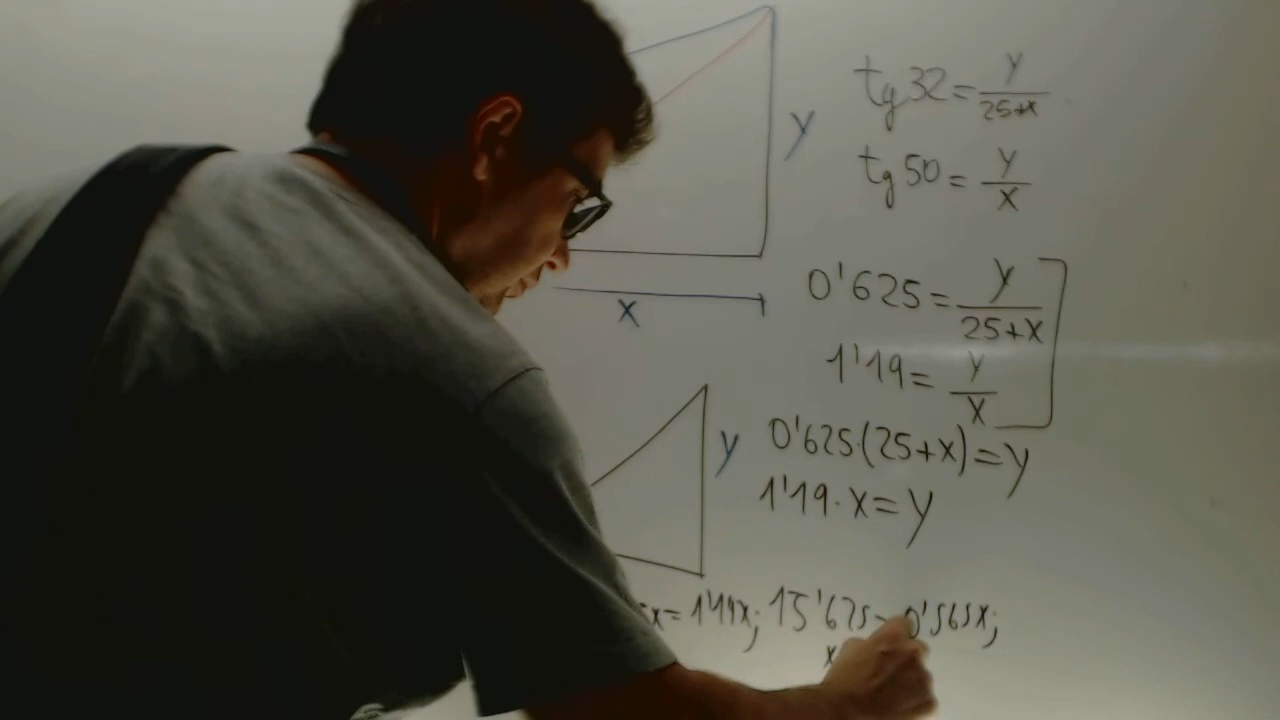 tg 32 = y/(25+x)
y
tg 50 = y/x
0'625 = y/(25+x)
x
1'19 = y/x
y
0'625·(25+x)=y
1'19·x=y
x=1'19x; 15'625=0'565x;
x